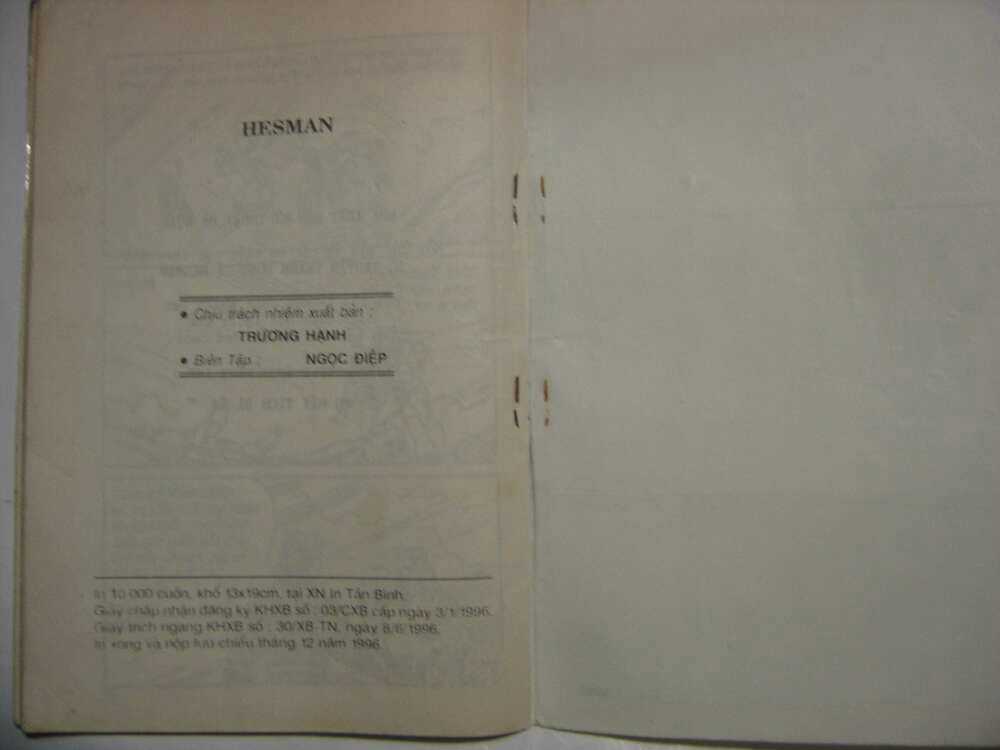 HESMAN
• Chịu trách nhiệm xuất bản :
TRƯƠNG HẠNH
• Biên Tập : NGỌC ĐIỆP
In 10 000 cuốn, khổ 13x19cm, tại XN In Tân Bình.
Giấy chấp nhận đăng ký KHXB số : 03/CXB cấp ngày 3/1/1996.
Giấy trích ngang KHXB số : 30/XB-TN, ngày 8/6/1996.
In xong và nộp lưu chiểu tháng 12 năm 1996.